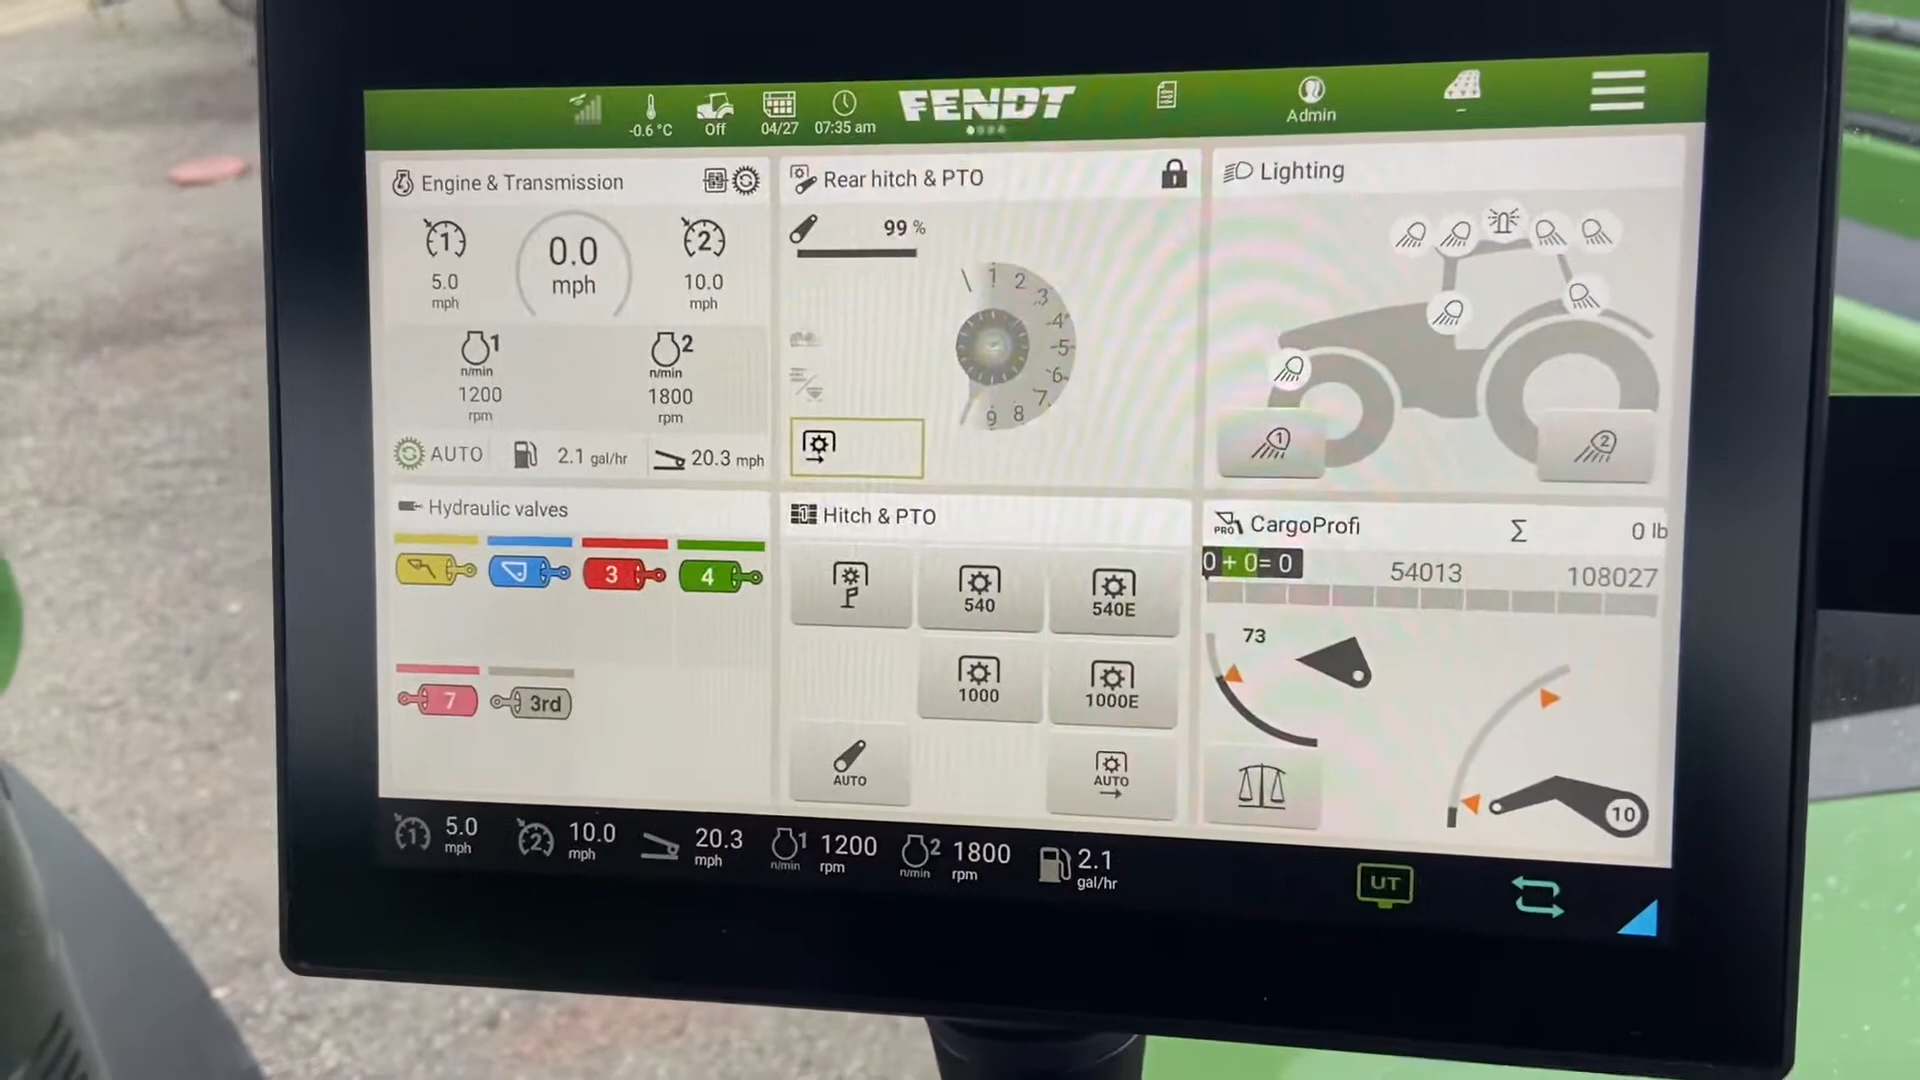 -0.6 °C
Off
04/27
07:35 am
FENDT
Admin
–
Engine & Transmission
1
5.0
mph
0.0
mph
2
10.0
mph
1
n/min
1200
rpm
2
n/min
1800
rpm
AUTO
2.1 gal/hr
20.3 mph
Rear hitch & PTO
99 %
1
2
3
4
5
6
7
8
9
Lighting
1
2
Hydraulic valves
3
4
7
3rd
Hitch & PTO
540
540E
1000
1000E
AUTO
AUTO
PRO
CargoProfi
Σ
0 lb
0 + 0 = 0
54013
108027
73
10
1
5.0
mph
2
10.0
mph
20.3
mph
1
n/min
1200
rpm
2
n/min
1800
rpm
2.1
gal/hr
UT